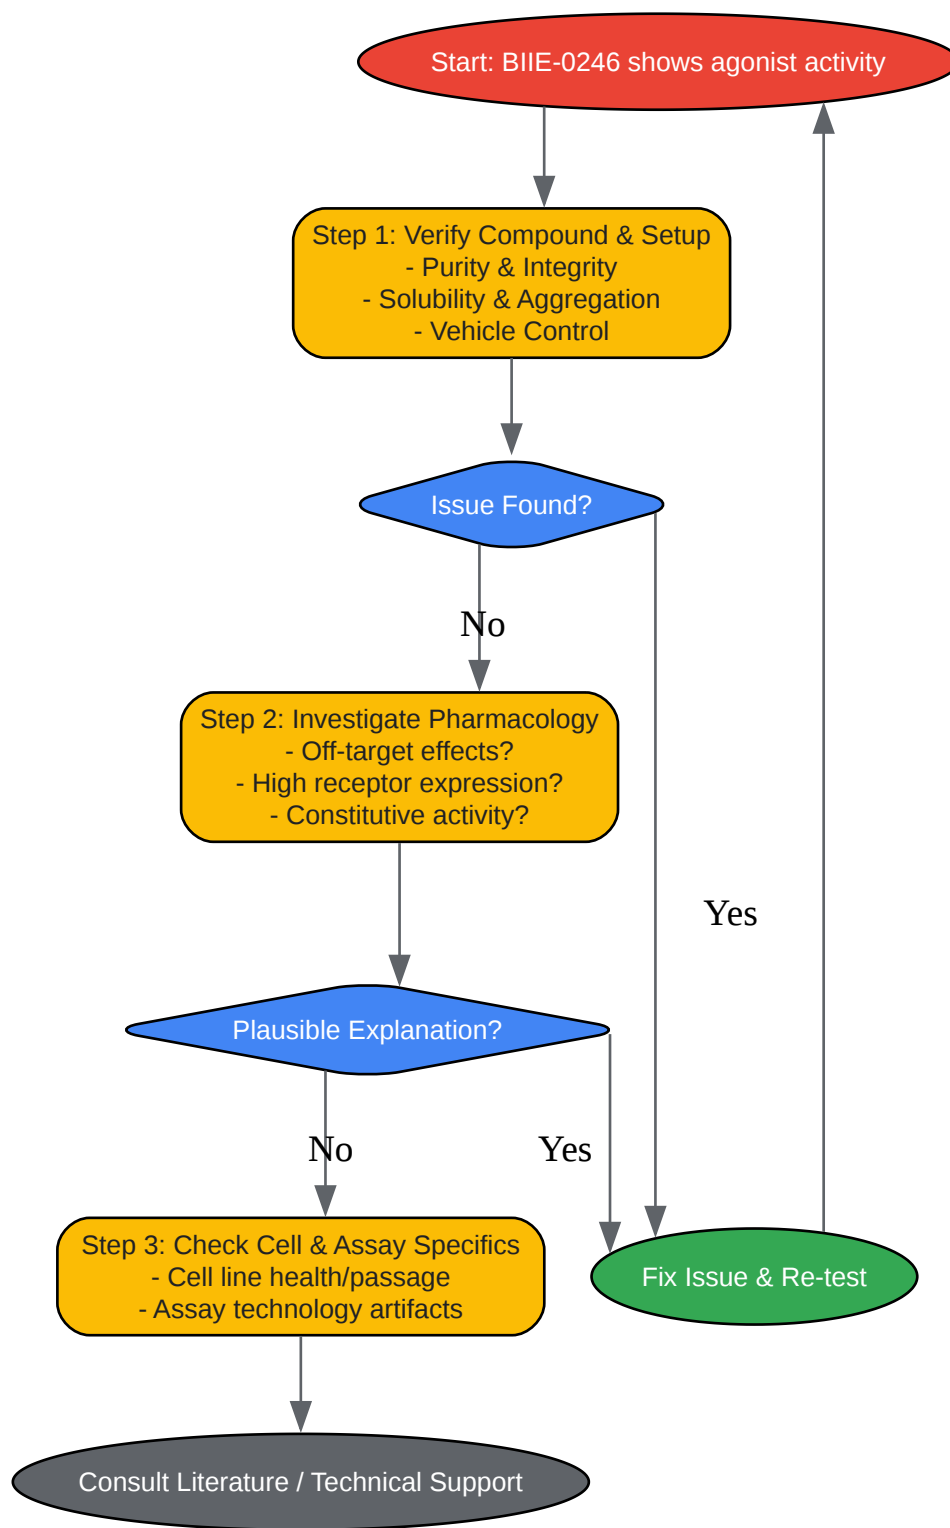 Start: BIIE-0246 shows agonist activity
Step 1: Verify Compound & Setup
- Purity & Integrity
- Solubility & Aggregation
- Vehicle Control
Issue Found?
No
Step 2: Investigate Pharmacology
- Off-target effects?
- High receptor expression?
- Constitutive activity?
Yes
Plausible Explanation?
No
Yes
Step 3: Check Cell & Assay Specifics
- Cell line health/passage
- Assay technology artifacts
Fix Issue & Re-test
Consult Literature / Technical Support